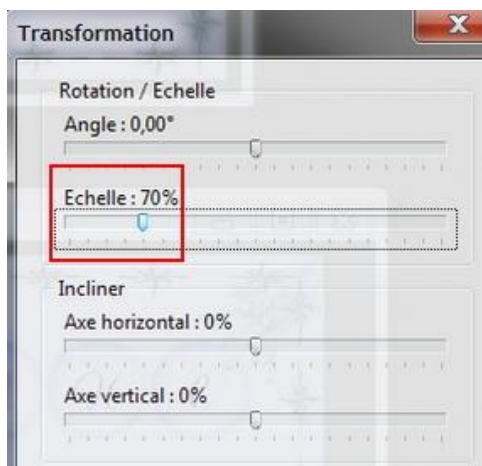 Transformation
Rotation / Echelle
Angle : 0,00°
Echelle : 70%
Incliner
Axe horizontal : 0%
Axe vertical : 0%